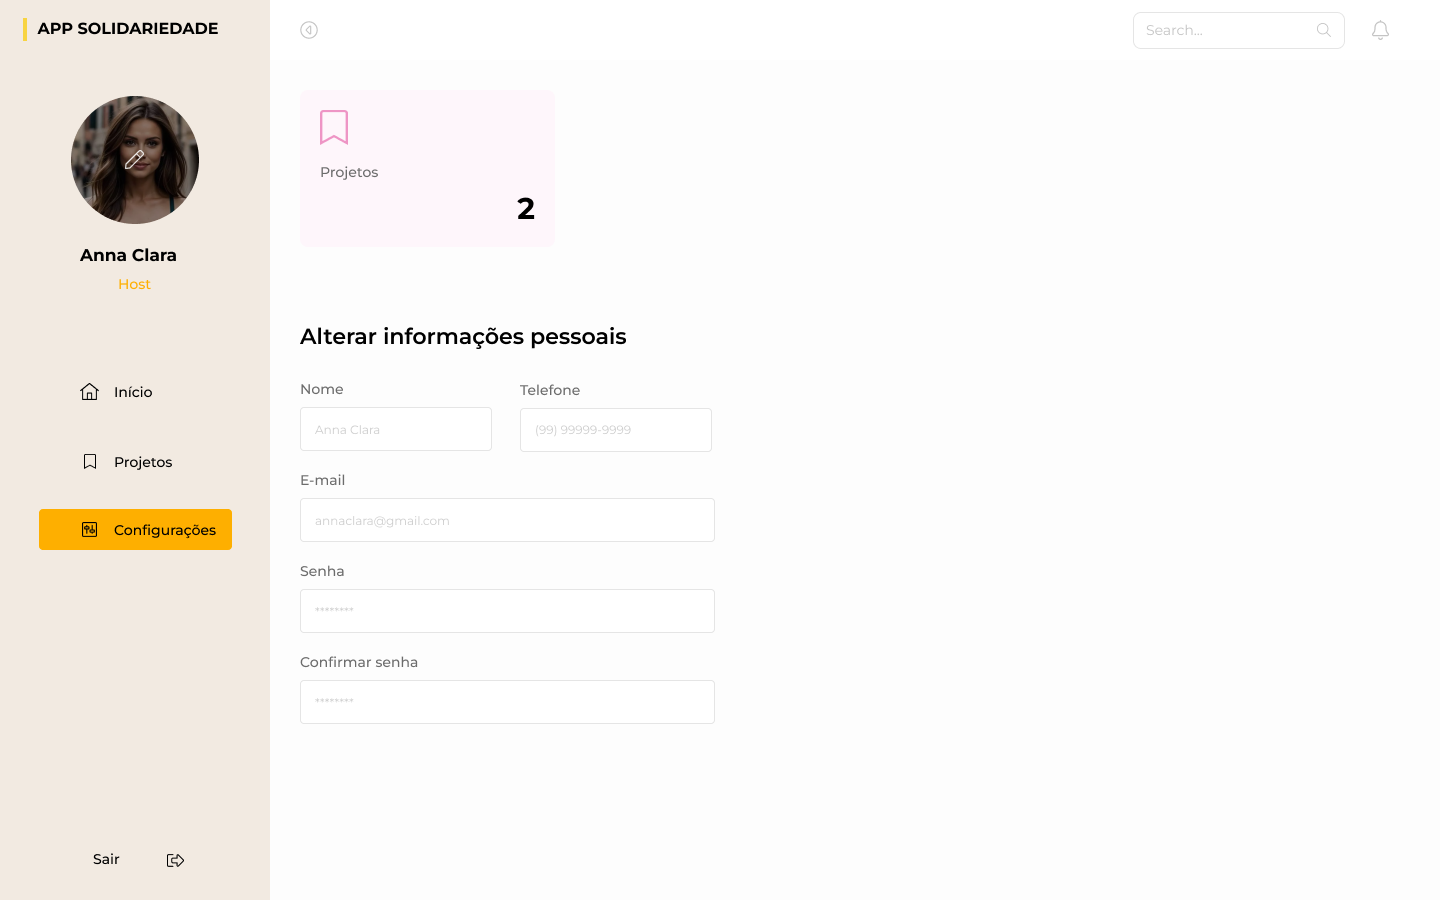 APP SOLIDARIEDADE
Search...
Anna Clara
Host
Início
Projetos
Configurações
Sair
Projetos
2
Alterar informações pessoais
Nome
Telefone
Anna Clara
(99) 99999-9999
E-mail
annaclara@gmail.com
Senha
********
Confirmar senha
********